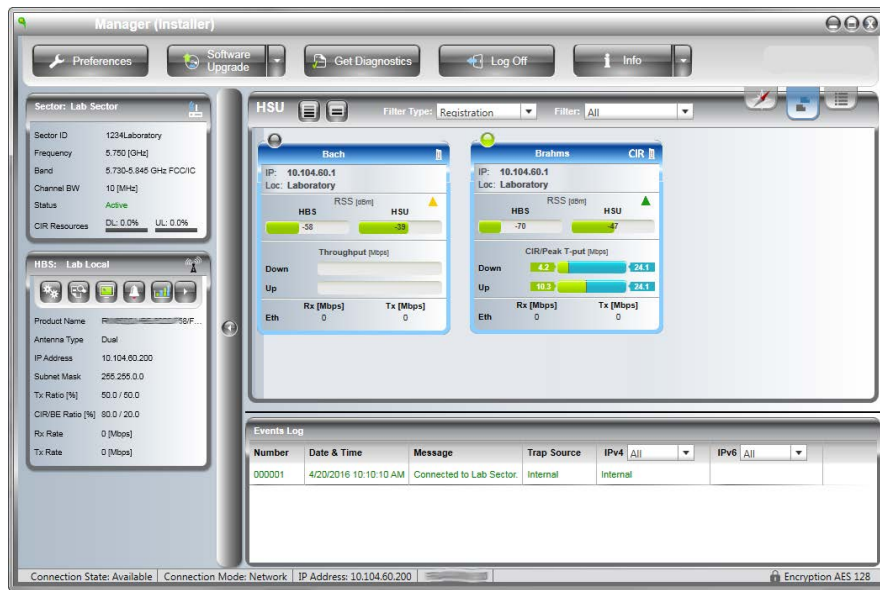 Manager (Installer)
Preferences
Software Upgrade
Get Diagnostics
Log Off
Info
Sector: Lab Sector
Sector ID 1234Laboratory
Frequency 5.750 [GHz]
Band 5.730-5.845 GHz FCC/IC
Channel BW 10 [MHz]
Status Active
CIR Resources DL: 0.0% UL: 0.0%
HBS: Lab Local
Product Name
Antenna Type Dual
IP Address 10.104.60.200
Subnet Mask 255.255.0.0
Tx Ratio [%] 50.0 / 50.0
CIR/BE Ratio [%] 80.0 / 20.0
Rx Rate 0 [Mbps]
Tx Rate 0 [Mbps]
HSU
Filter Type: Registration
Filter: All
Bach
IP: 10.104.60.1
Loc: Laboratory
RSS [dBm]
HBS HSU
-58 -39
Throughput [Mbps]
Down
Up
Rx [Mbps] Tx [Mbps]
Eth 0 0
Brahms CIR
IP: 10.104.60.1
Loc: Laboratory
RSS [dBm]
HBS HSU
-70 -47
CIR/Peak T-put [Mbps]
Down 4.2 24.1
Up 10.3 24.1
Rx [Mbps] Tx [Mbps]
Eth 0 0
Events Log
Number Date & Time Message Trap Source IPv4 All IPv6 All
000001 4/20/2016 10:10:10 AM Connected to Lab Sector. Internal Internal
Connection State: Available Connection Mode: Network IP Address: 10.104.60.200 Encryption AES 128